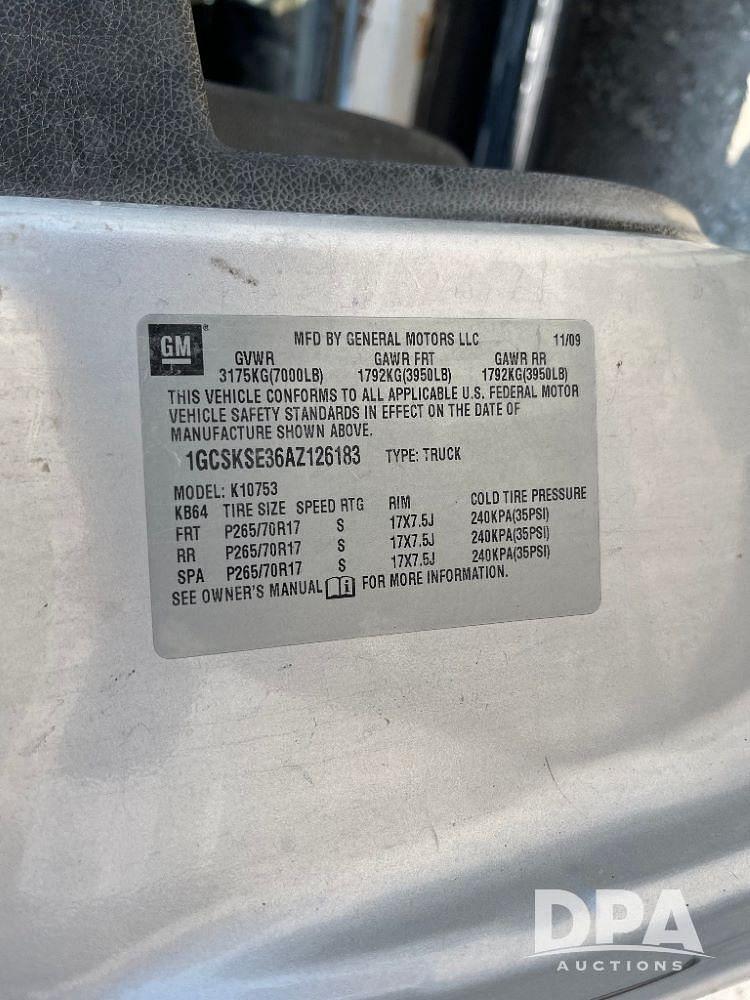 GM ® MFD BY GENERAL MOTORS LLC 11/09
GVWR GAWR FRT GAWR RR
3175KG(7000LB) 1792KG(3950LB) 1792KG(3950LB)
THIS VEHICLE CONFORMS TO ALL APPLICABLE U.S. FEDERAL MOTOR
VEHICLE SAFETY STANDARDS IN EFFECT ON THE DATE OF
MANUFACTURE SHOWN ABOVE.
1GCSKSE36AZ126183 TYPE: TRUCK
MODEL: K10753
KB64 TIRE SIZE SPEED RTG RIM COLD TIRE PRESSURE
FRT P265/70R17 S 17X7.5J 240KPA(35PSI)
RR P265/70R17 S 17X7.5J 240KPA(35PSI)
SPA P265/70R17 S 17X7.5J 240KPA(35PSI)
SEE OWNER'S MANUAL i FOR MORE INFORMATION.
DPA
AUCTIONS